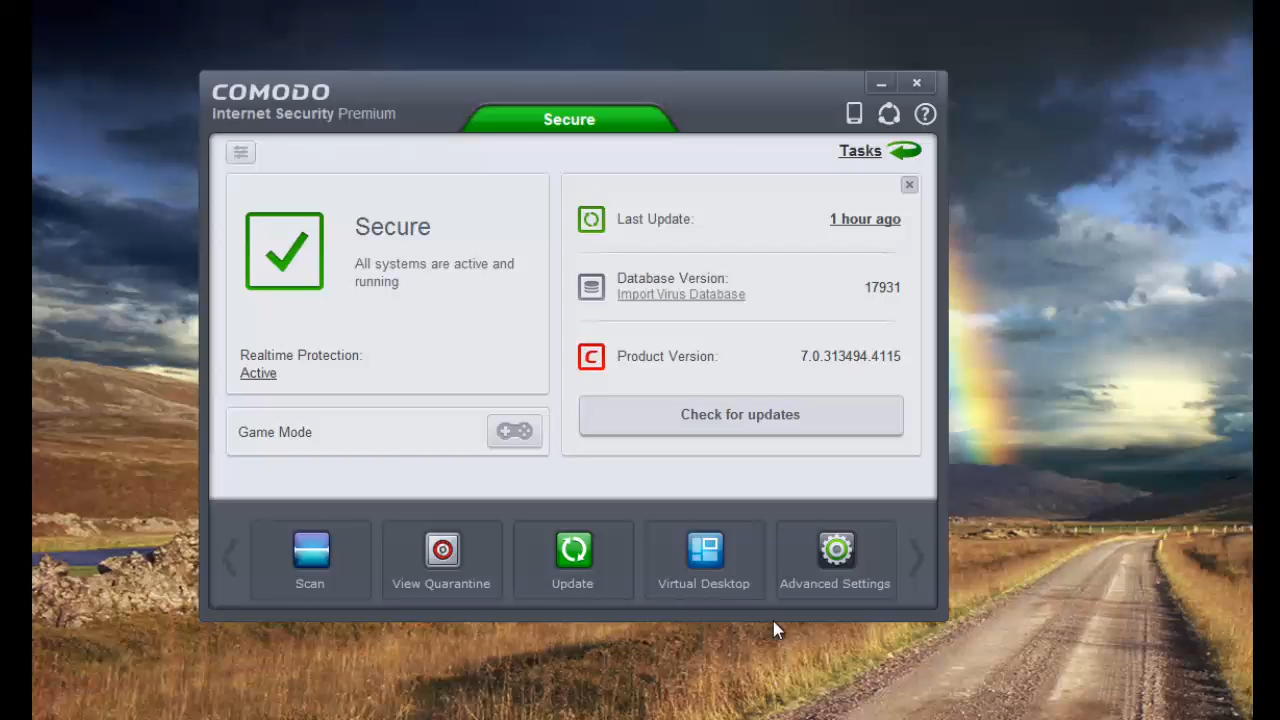 COMODO
Internet Security Premium
Secure
Tasks
Secure
All systems are active and
running
Realtime Protection:
Active
Game Mode
Last Update:
1 hour ago
Database Version:
Import Virus Database
17931
Product Version:
7.0.313494.4115
Check for updates
Scan
View Quarantine
Update
Virtual Desktop
Advanced Settings